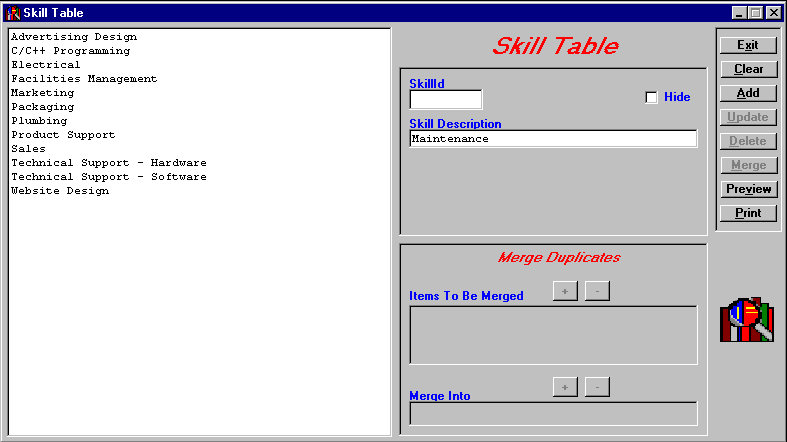 Skill Table
Advertising Design
C/C++ Programming
Electrical
Facilities Management
Marketing
Packaging
Plumbing
Product Support
Sales
Technical Support - Hardware
Technical Support - Software
Website Design
Skill Table
SkillId
Hide
Skill Description
Maintenance
Merge Duplicates
Items To Be Merged
+ -
Merge Into
+ -
Exit
Clear
Add
Update
Delete
Merge
Preview
Print